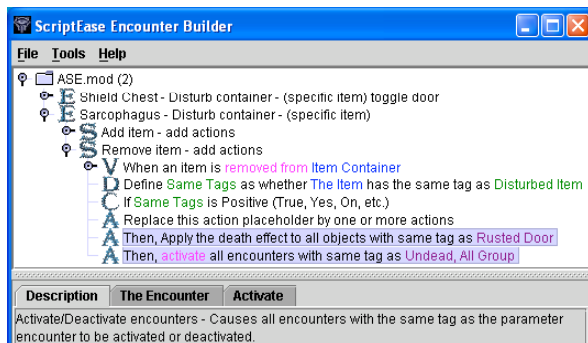 ScriptEase Encounter Builder
File Tools Help
ASE.mod (2)
E Shield Chest - Disturb container - (specific item) toggle door
E Sarcophagus - Disturb container - (specific item)
S Add item - add actions
S Remove item - add actions
V When an item is removed from Item Container
D Define Same Tags as whether The Item has the same tag as Disturbed Item
C If Same Tags is Positive (True, Yes, On, etc.)
A Replace this action placeholder by one or more actions
A Then, Apply the death effect to all objects with same tag as Rusted Door
A Then, activate all encounters with same tag as Undead, All Group
Description The Encounter Activate
Activate/Deactivate encounters - Causes all encounters with the same tag as the parameter
encounter to be activated or deactivated.